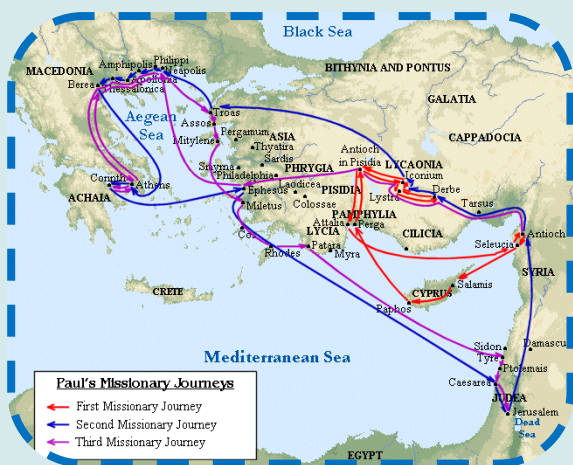 Black Sea
MACEDONIA
Amphipolis
Philippi
Neapolis
Apollonia
Thessalonica
Berea
BITHYNIA AND PONTUS
GALATIA
Aegean
Sea
Troas
Assos
Mitylene
Pergamum
ASIA
Thyatira
Sardis
Smyrna
Philadelphia
CAPPADOCIA
Antioch
in Pisidia
LYCAONIA
Iconium
PHRYGIA
Laodicea
Colossae
PISIDIA
Lystra
Derbe
Tarsus
Corinth
Athens
ACHAIA
Ephesus
Miletus
PAMPHYLIA
Attalia
Perga
CILICIA
Antioch
Seleucia
LYCIA
Cos
Rhodes
Patara
Myra
SYRIA
CRETE
CYPRUS
Salamis
Paphos
Mediterranean Sea
Sidon
Damascu
Tyre
Ptolemais
Caesarea
JUDEA
Jerusalem
Dead
Sea
EGYPT
Paul's Missionary Journeys
First Missionary Journey
Second Missionary Journey
Third Missionary Journey